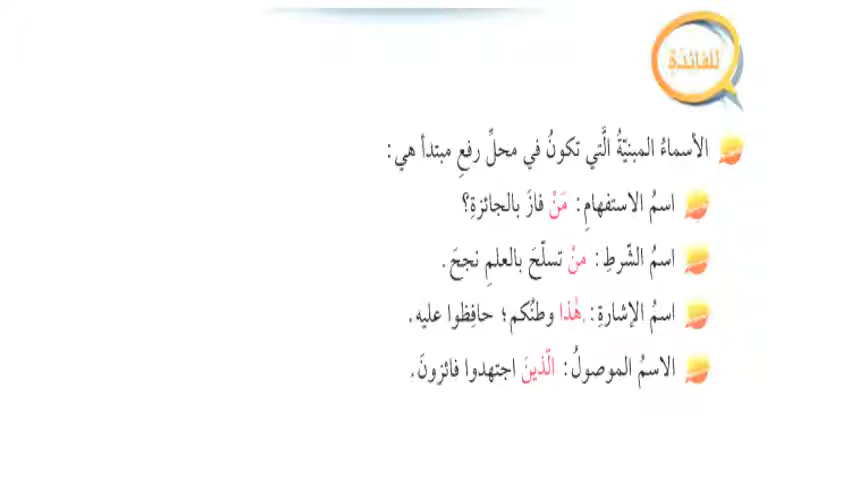 للفائدة
الأسماءُ المبنيّةُ الَّتي تكونُ في محلِّ رفعِ مبتدأ هي:
اسمُ الاستفهامِ: مَنْ فازَ بالجائزةِ؟
اسمُ الشّرطِ: منْ تسلّحَ بالعلمِ نجحَ.
اسمُ الإشارةِ: هٰذا وطنُكم؛ حافِظوا عليه.
الاسمُ الموصولُ: الّذينَ اجتهدوا فائزونَ.